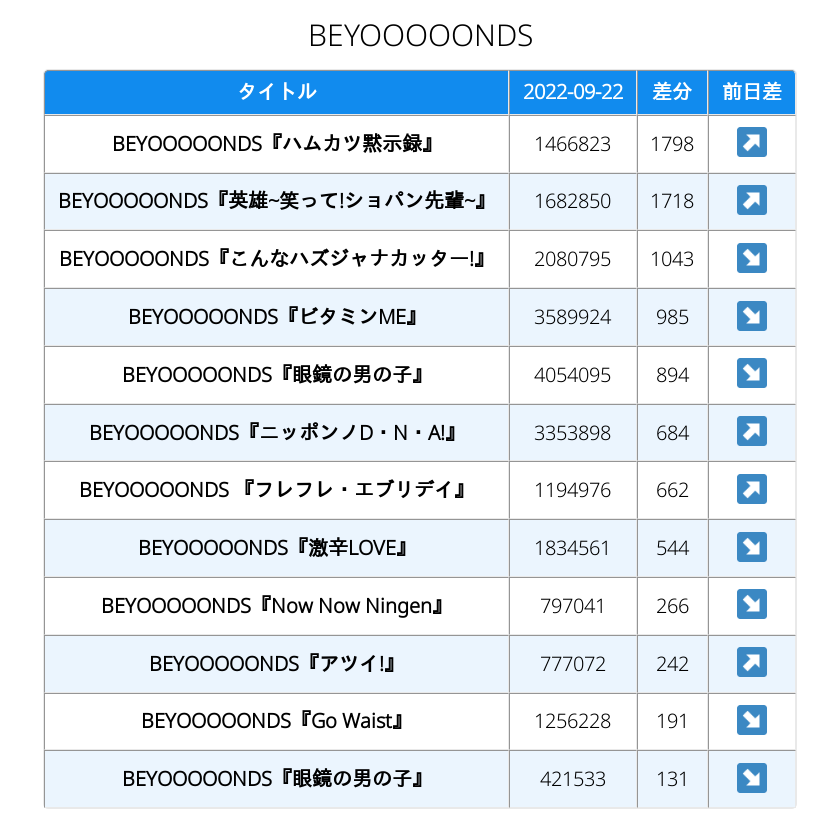 BEYOOOOONDS
タイトル 2022-09-22 差分 前日差
BEYOOOOONDS『ハムカツ黙示録』 1466823 1798 ↗
BEYOOOOONDS『英雄~笑って!ショパン先輩~』 1682850 1718 ↗
BEYOOOOONDS『こんなハズジャナカッター!』 2080795 1043 ↘
BEYOOOOONDS『ビタミンME』 3589924 985 ↘
BEYOOOOONDS『眼鏡の男の子』 4054095 894 ↘
BEYOOOOONDS『ニッポンノD・N・A!』 3353898 684 ↗
BEYOOOOONDS 『フレフレ・エブリデイ』 1194976 662 ↗
BEYOOOOONDS『激辛LOVE』 1834561 544 ↘
BEYOOOOONDS『Now Now Ningen』 797041 266 ↘
BEYOOOOONDS『アツイ!』 777072 242 ↗
BEYOOOOONDS『Go Waist』 1256228 191 ↘
BEYOOOOONDS『眼鏡の男の子』 421533 131 ↘